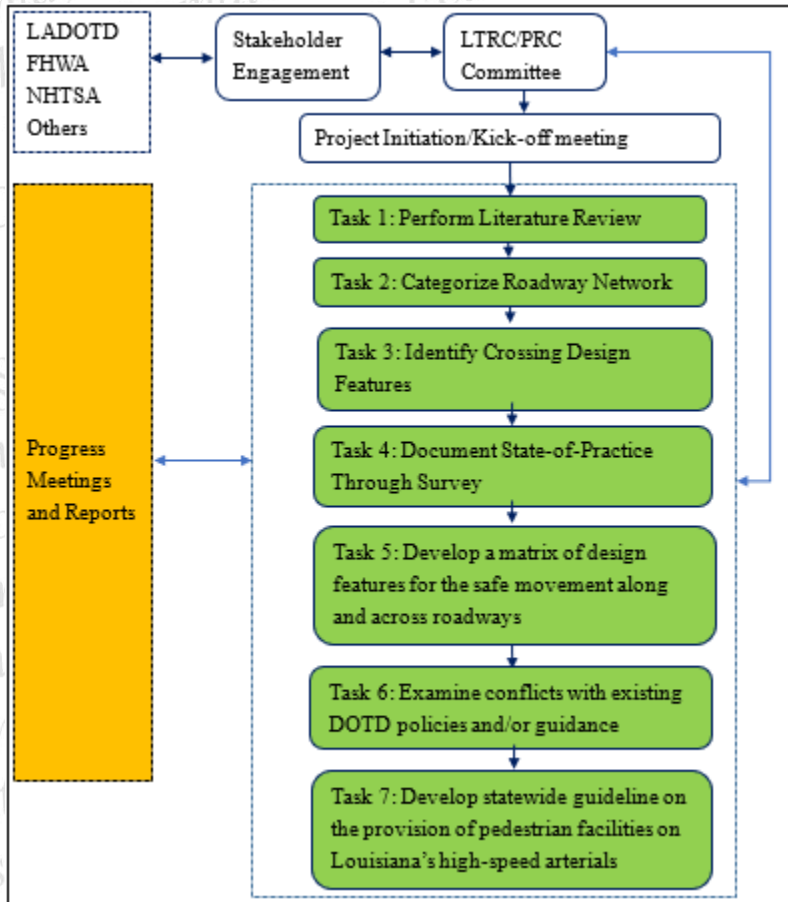 LADOTD
FHWA
NHTSA
Others
Stakeholder
Engagement
LTRC/PRC
Committee
Project Initiation/Kick-off meeting
Task 1: Perform Literature Review
Task 2: Categorize Roadway Network
Task 3: Identify Crossing Design
Features
Task 4: Document State-of-Practice
Through Survey
Progress
Meetings
and Reports
Task 5: Develop a matrix of design
features for the safe movement along
and across roadways
Task 6: Examine conflicts with existing
DOTD policies and/or guidance
Task 7: Develop statewide guideline on
the provision of pedestrian facilities on
Louisiana's high-speed arterials